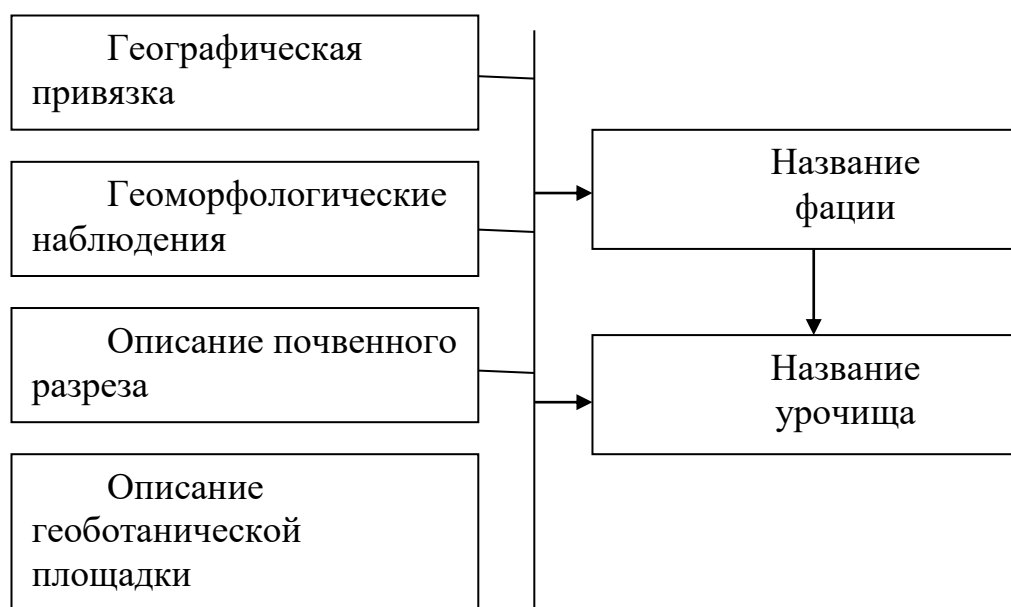 Географическая
привязка
Геоморфологические
наблюдения
Описание почвенного
разреза
Описание
геоботанической
площадки
Название
фации
Название
урочища